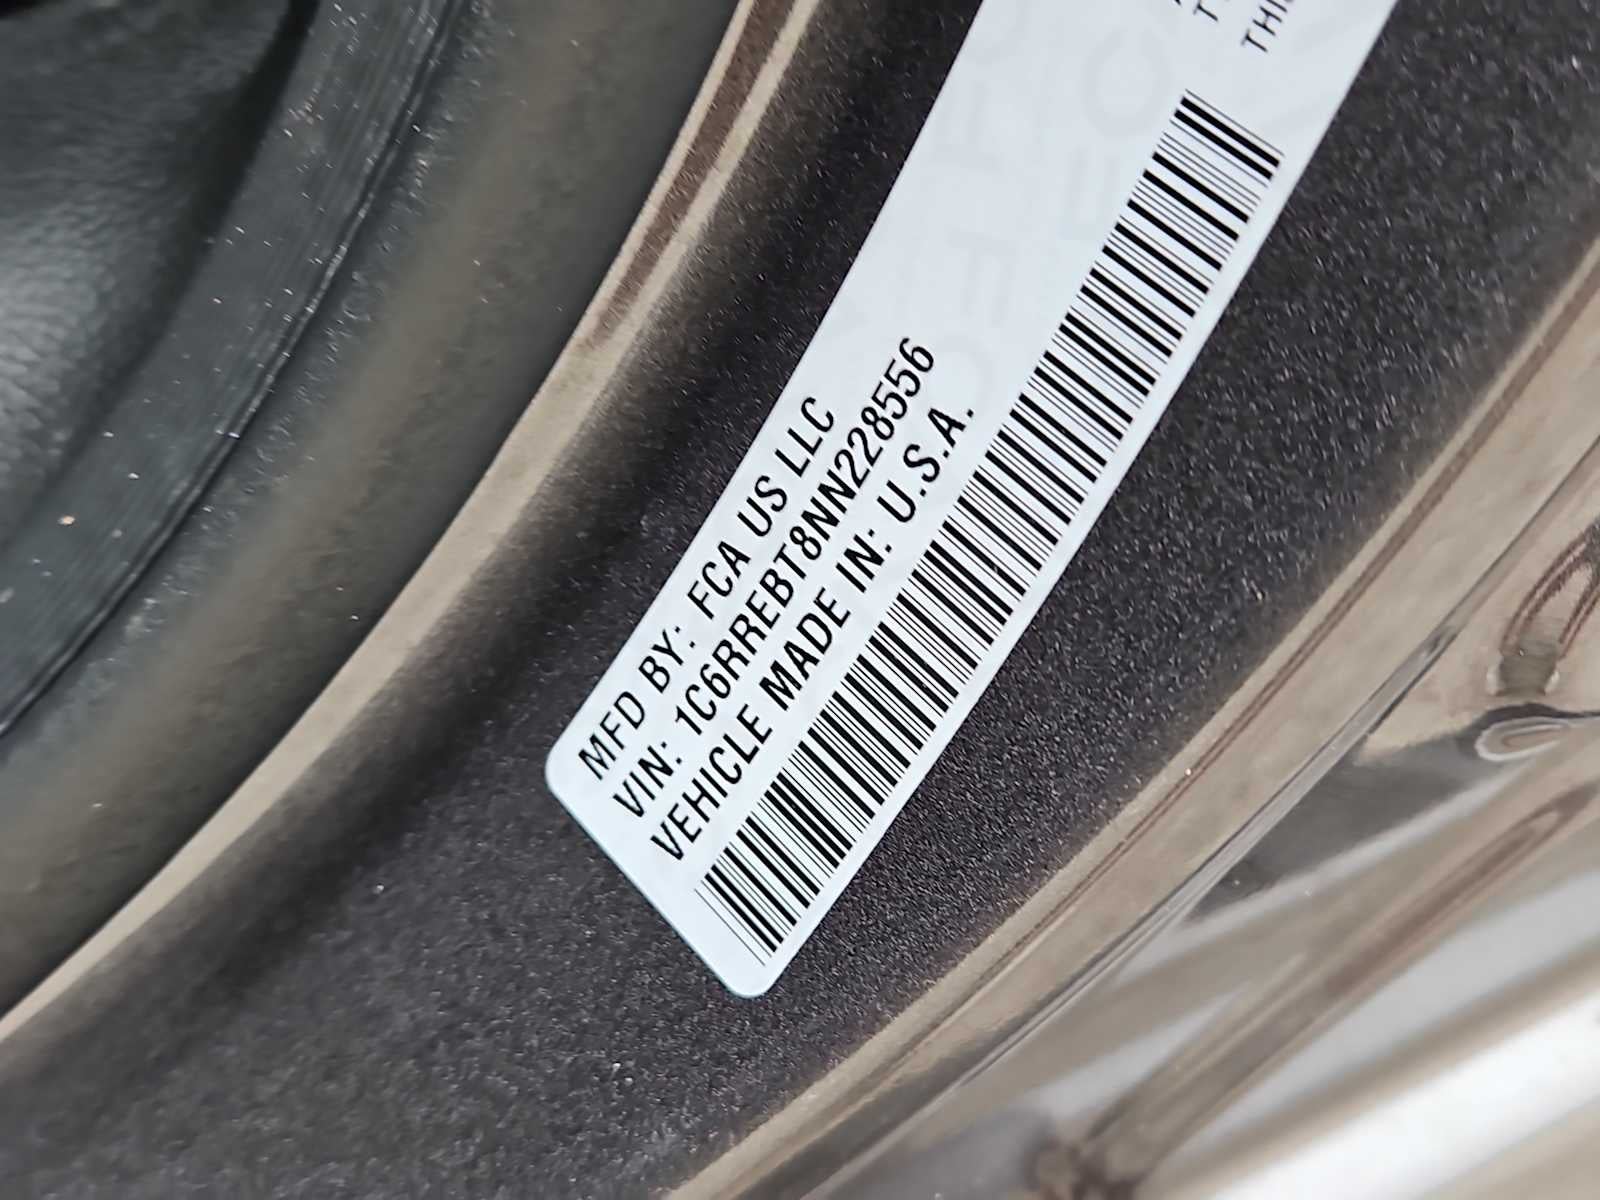 MFD BY: FCA US LLC
VIN: 1C6RREBT8NN228556
VEHICLE MADE IN: U.S.A.